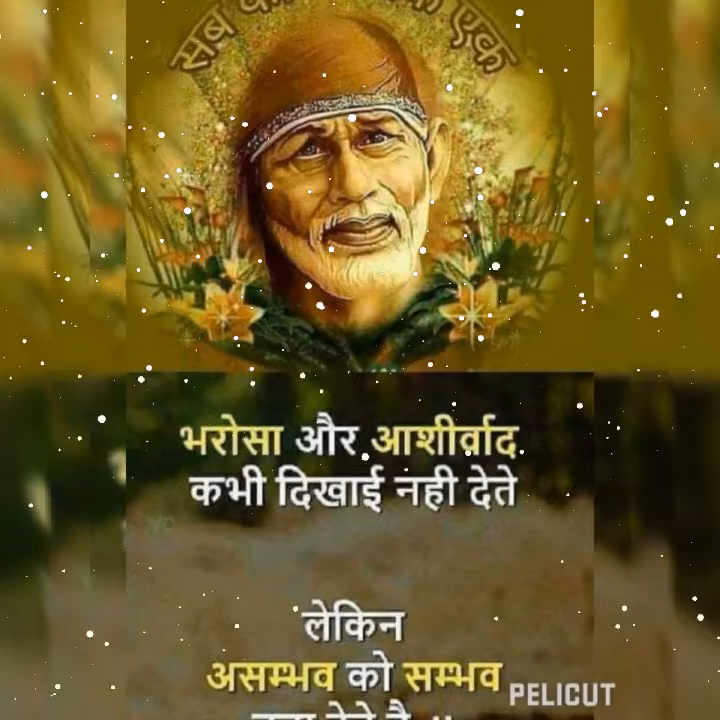 सब
एक
भरोसा और आशीर्वाद.
कभी दिखाई नही देते
लेकिन
असम्भव को सम्भव
PELICUT